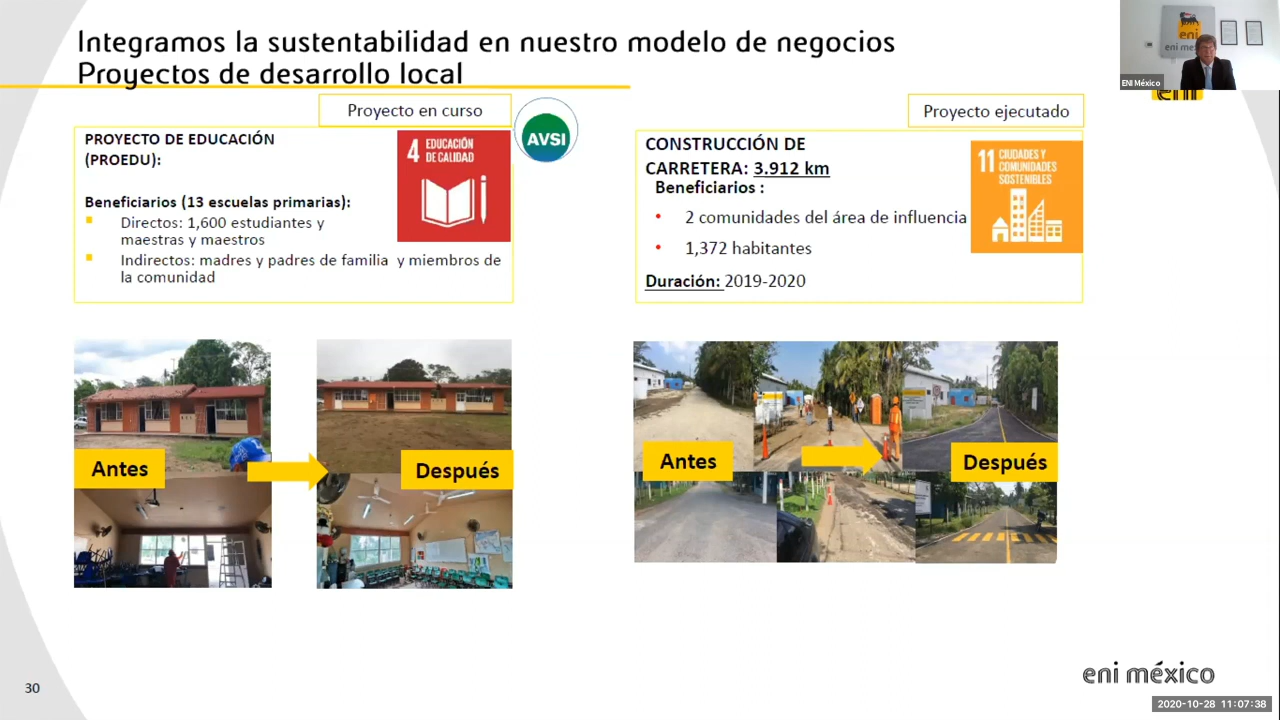 Integramos la sustentabilidad en nuestro modelo de negocios
Proyectos de desarrollo local
eni
eni
ENI México
eni
Proyecto en curso
AVSI
PROYECTO DE EDUCACIÓN
(PROEDU):
4 EDUCACIÓN
DE CALIDAD
Beneficiarios (13 escuelas primarias):
Directos: 1,600 estudiantes y
maestras y maestros
Indirectos: madres y padres de familia y miembros de
la comunidad
Proyecto ejecutado
CONSTRUCCIÓN DE
CARRETERA: 3.912 km
11 CIUDADES Y
COMUNIDADES
SOSTENIBLES
Beneficiarios :
2 comunidades del área de influencia
1,372 habitantes
Duración: 2019-2020
Antes
Después
Antes
Después
30
eni méxico
2020-10-28 11:07:38